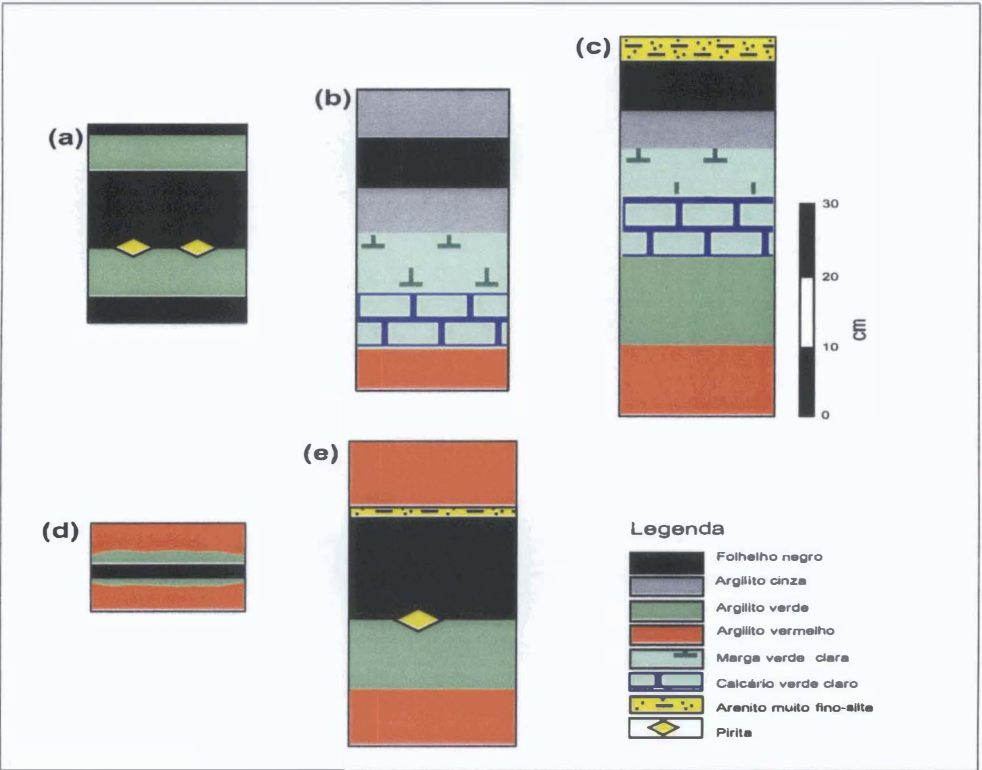 (a)
(b)
(c)
30
20
10
0
cm
(d)
(e)
Legenda
Folhelho negro
Argilito cinza
Argilito verde
Argilito vermelho
Marga verde clara
Calcário verde claro
Arenito muito fino-silte
Pirita